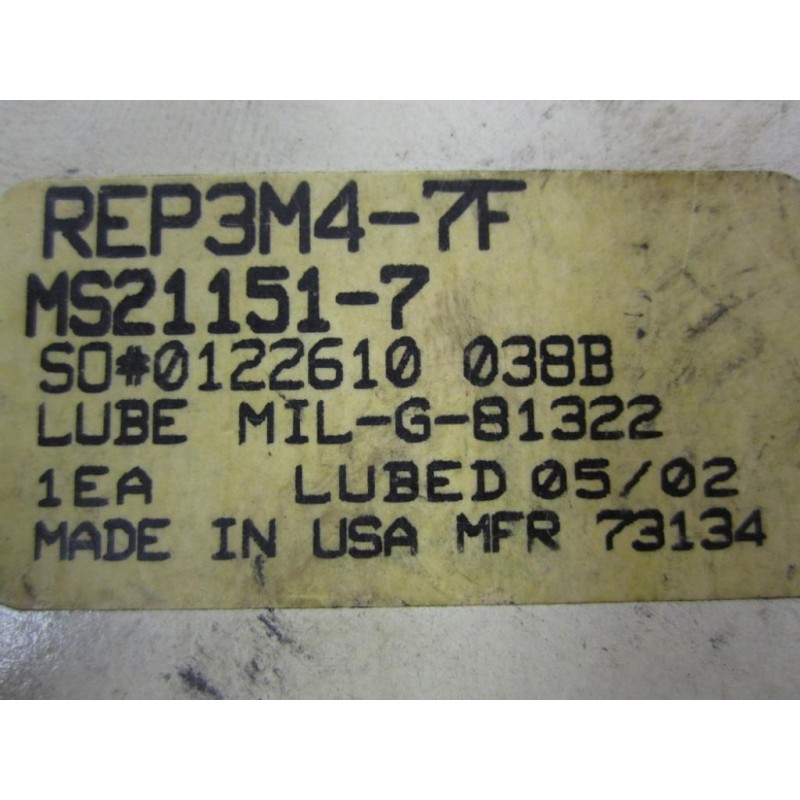 REP3M4-7F
MS21151-7
SO#0122610 038B
LUBE MIL-G-81322
1EA LUBED 05/02
MADE IN USA MFR 73134